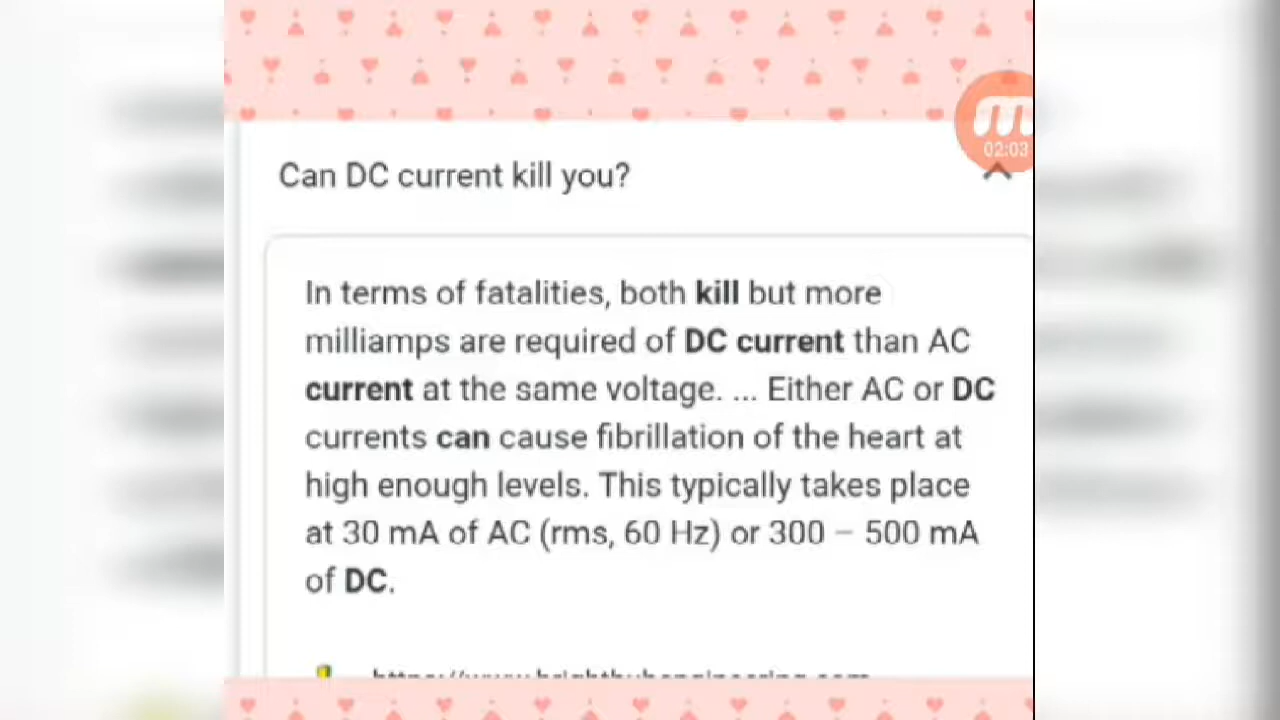 m
02:03
Can DC current kill you?
In terms of fatalities, both kill but more
milliamps are required of DC current than AC
current at the same voltage. ... Either AC or DC
currents can cause fibrillation of the heart at
high enough levels. This typically takes place
at 30 mA of AC (rms, 60 Hz) or 300 – 500 mA
of DC.